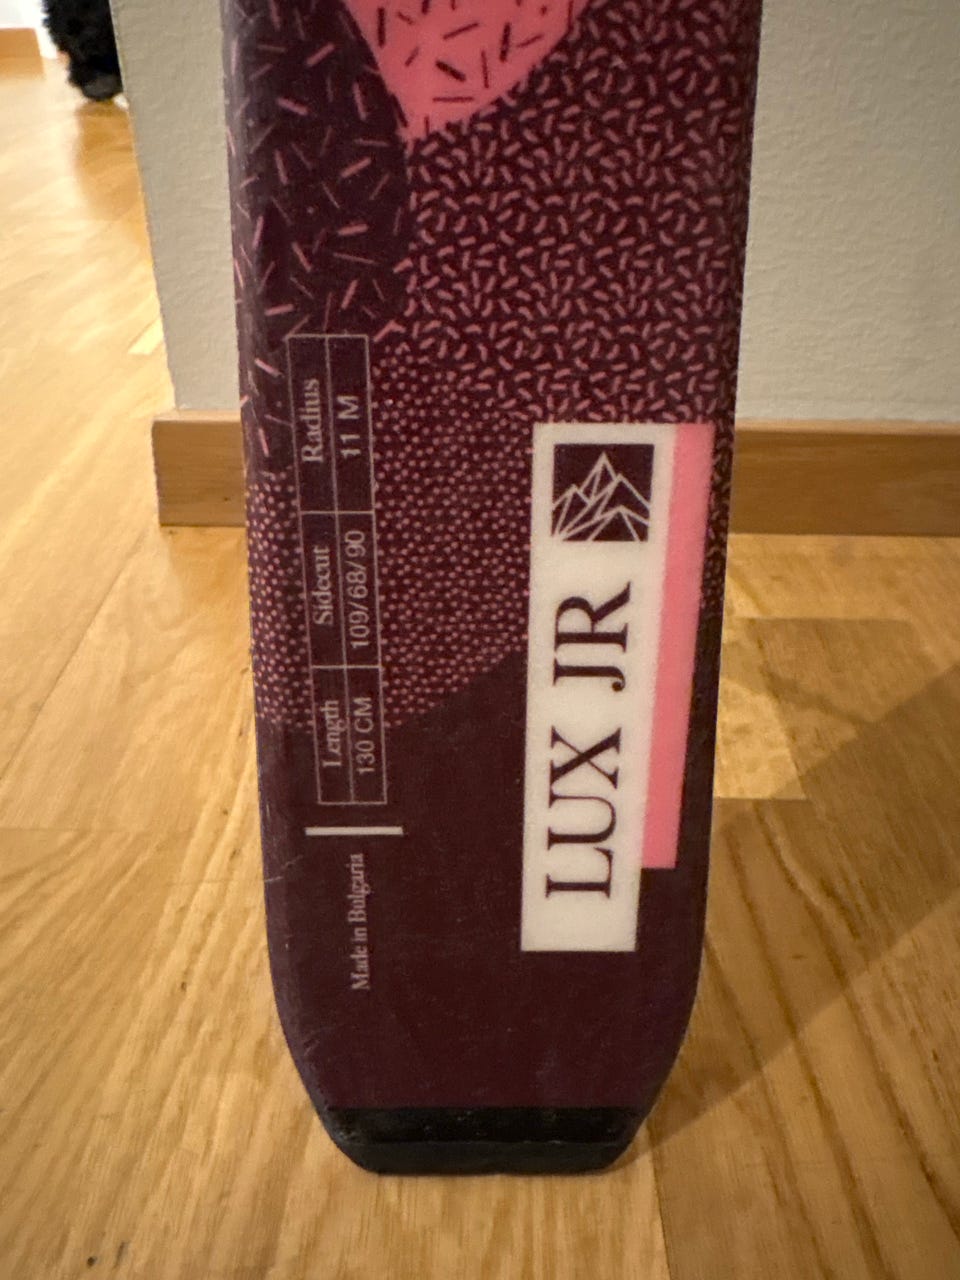 Length Sidecut Radius
130 CM 109/68/90 11 M
Made in Bulgaria
LUX JR